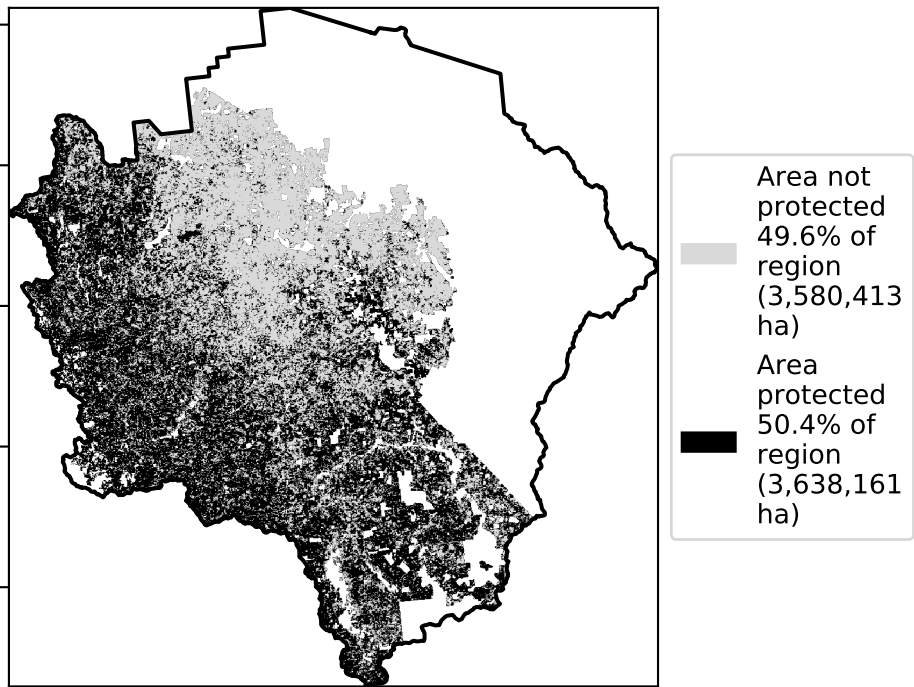 Area not
protected
49.6% of
region
(3,580,413
ha)
Area
protected
50.4% of
region
(3,638,161
ha)